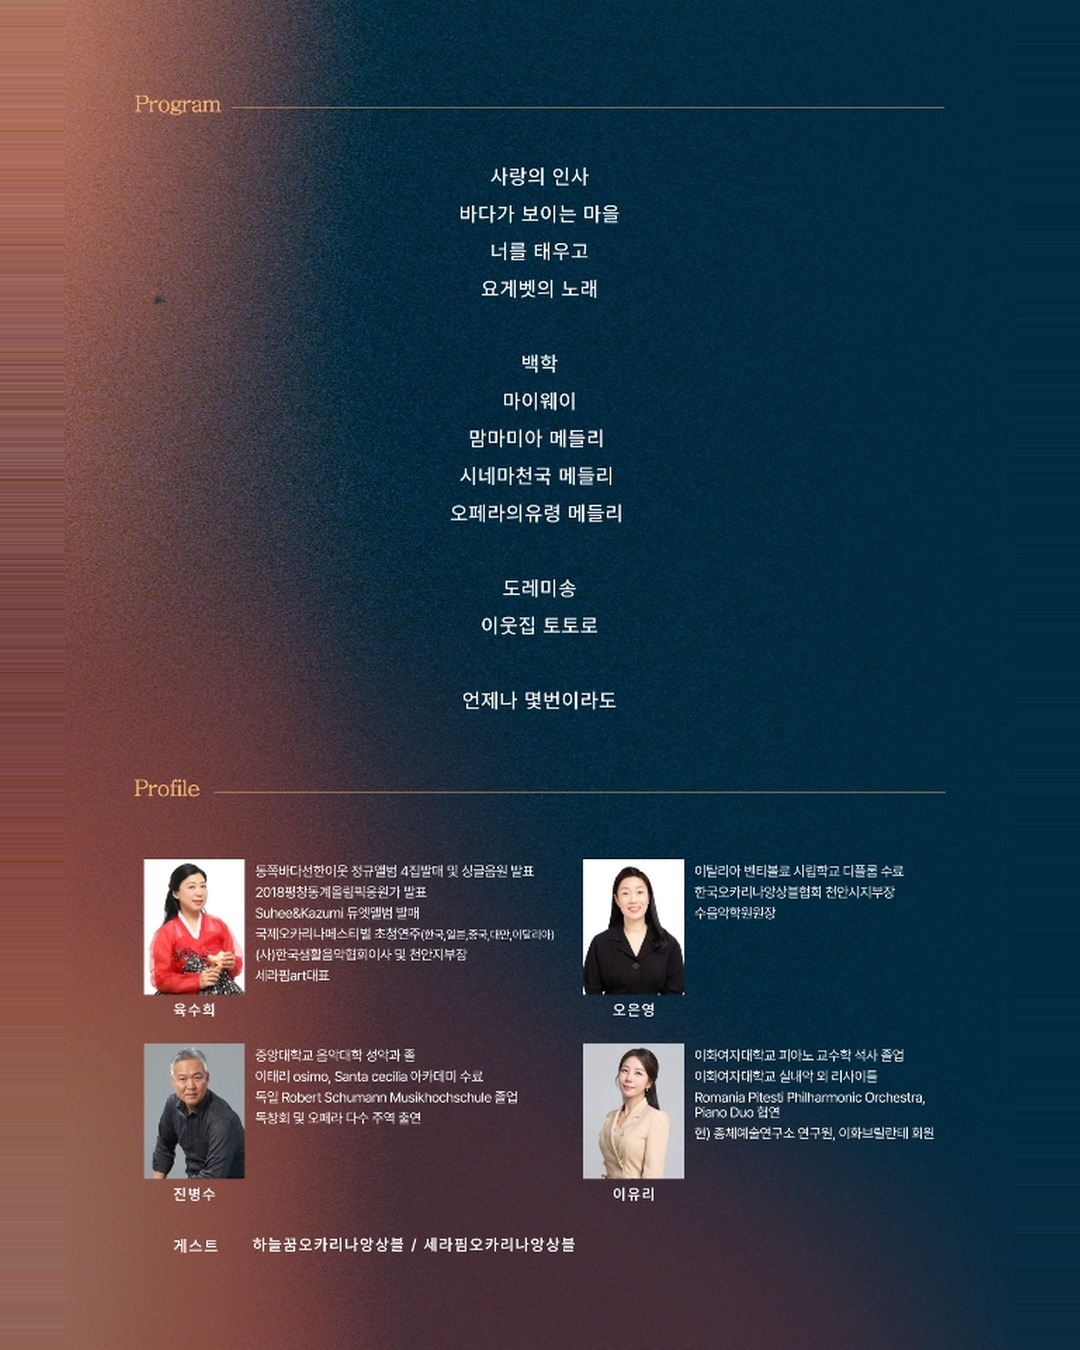 Program
사랑의 인사
바다가 보이는 마을
너를 태우고
요게벳의 노래
백학
마이웨이
맘마미아 메들리
시네마천국 메들리
오페라의유령 메들리
도레미송
이웃집 토토로
언제나 몇번이라도
Profile
동쪽바다선한이웃 정규앨범 4집발매 및 싱글음원 발표
2018평창동계올림픽응원가 발표
Suhee&Kazumi 듀엣앨범 발매
국제오카리나페스티벌 초청연주(한국,일본,중국,대만,이탈리아)
(사)한국생활음악협회이사 및 천안지부장
세라핌art대표
육수희
이탈리아 벤티볼료 시립학교 디플롬 수료
한국오카리나앙상블협회 천안시지부장
수음악학원원장
오은영
중앙대학교 음악대학 성악과 졸
이태리 osimo, Santa cecilia 아카데미 수료
독일 Robert Schumann Musikhochschule 졸업
독창회 및 오페라 다수 주역 출연
진병수
이화여자대학교 피아노 교수학 석사 졸업
이화여자대학교 실내악 외 리사이틀
Romania Pitesti Philharmonic Orchestra,
Piano Duo 협연
현) 총체예술연구소 연구원, 이화브릴란테 회원
이유리
게스트 하늘꿈오카리나앙상블 / 세라핌오카리나앙상블